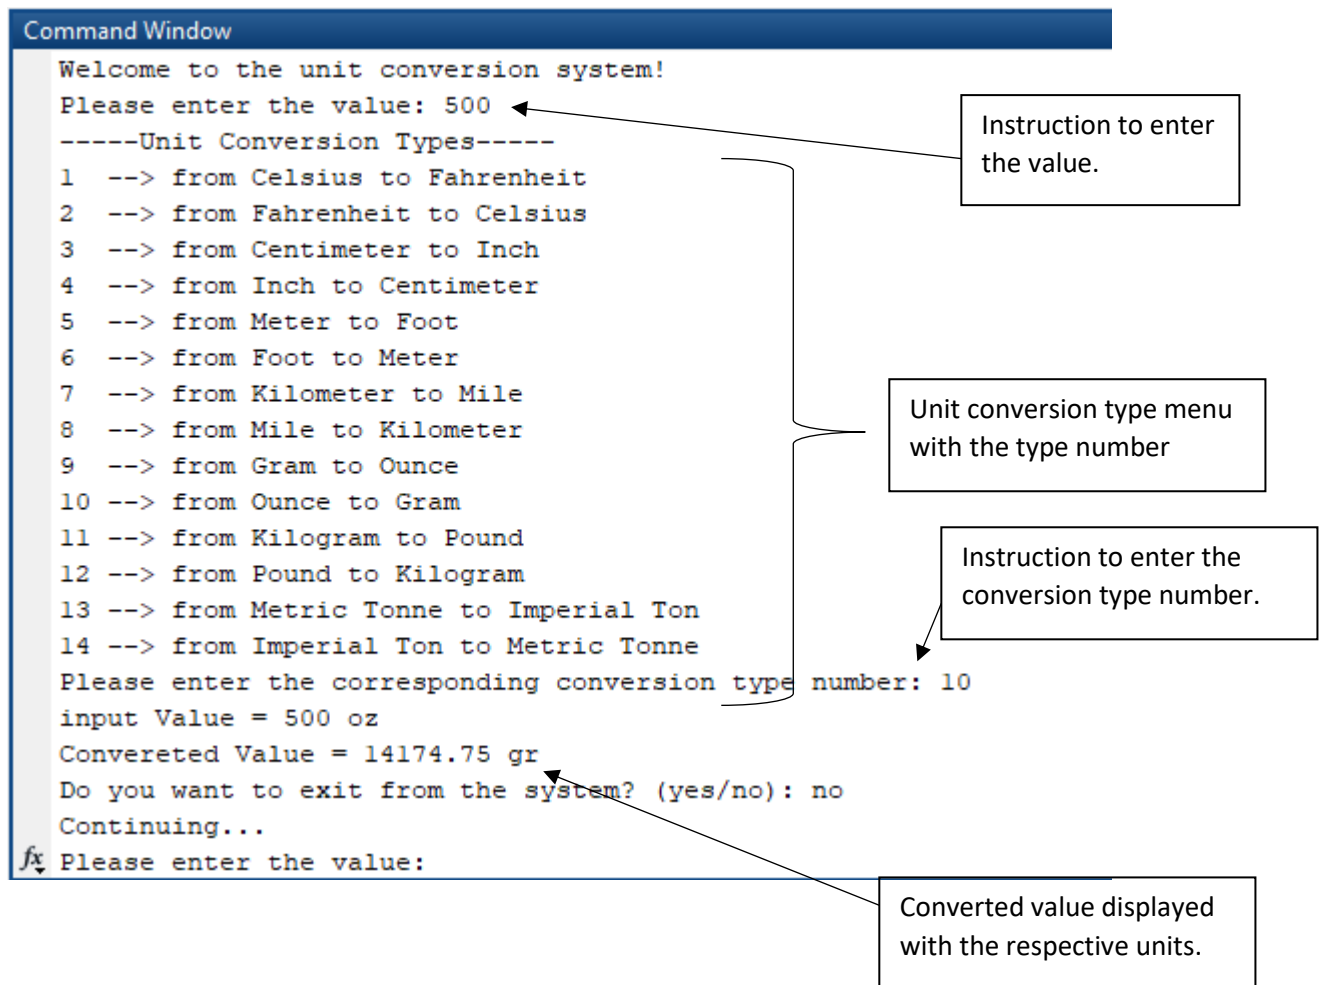 Command Window
Welcome to the unit conversion system!
Please enter the value: 500
Instruction to enter
the value.
-----Unit Conversion Types-----
1  --> from Celsius to Fahrenheit
2  --> from Fahrenheit to Celsius
3  --> from Centimeter to Inch
4  --> from Inch to Centimeter
5  --> from Meter to Foot
6  --> from Foot to Meter
7  --> from Kilometer to Mile
8  --> from Mile to Kilometer
9  --> from Gram to Ounce
10 --> from Ounce to Gram
11 --> from Kilogram to Pound
12 --> from Pound to Kilogram
13 --> from Metric Tonne to Imperial Ton
14 --> from Imperial Ton to Metric Tonne
Unit conversion type menu
with the type number
Instruction to enter the
conversion type number.
Please enter the corresponding conversion type number: 10
input Value = 500 oz
Convereted Value = 14174.75 gr
Do you want to exit from the system? (yes/no): no
Continuing...
fx Please enter the value:
Converted value displayed
with the respective units.